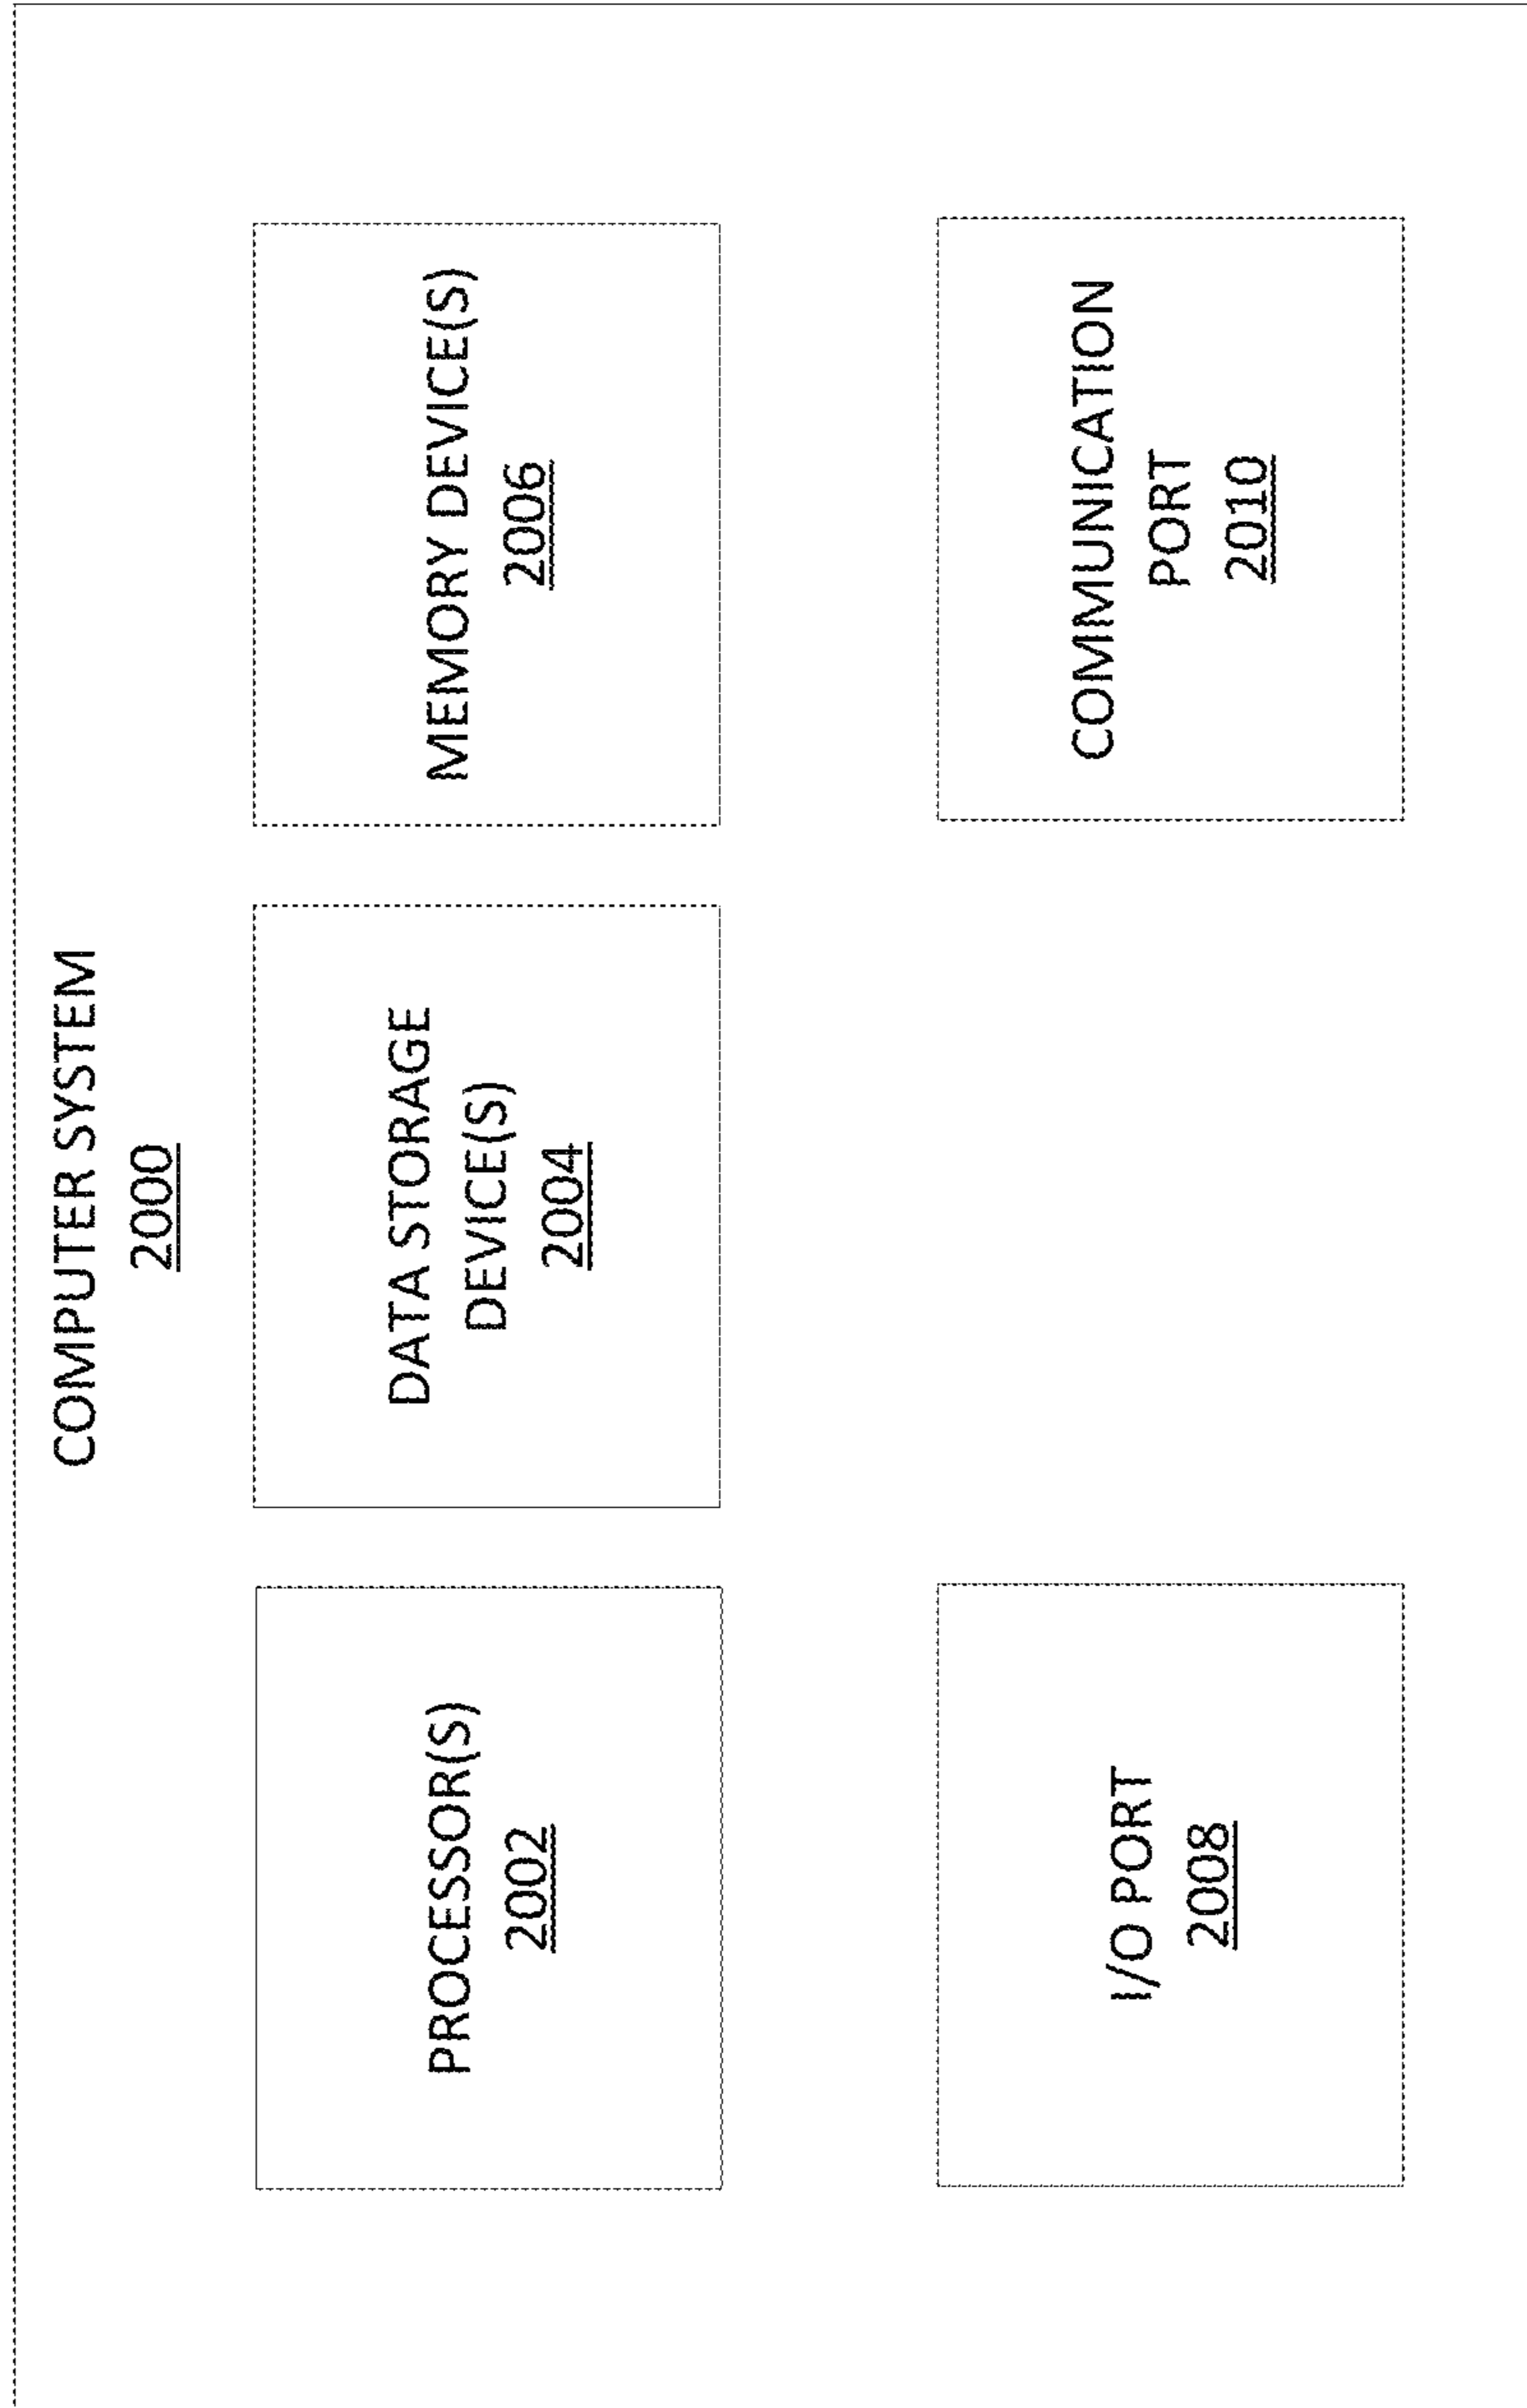 COMPUTER SYSTEM
2000
PROCESSOR(S)
2002
DATA STORAGE
DEVICE(S)
2004
MEMORY DEVICE(S)
2006
I/O PORT
2008
COMMUNICATION
PORT
2010